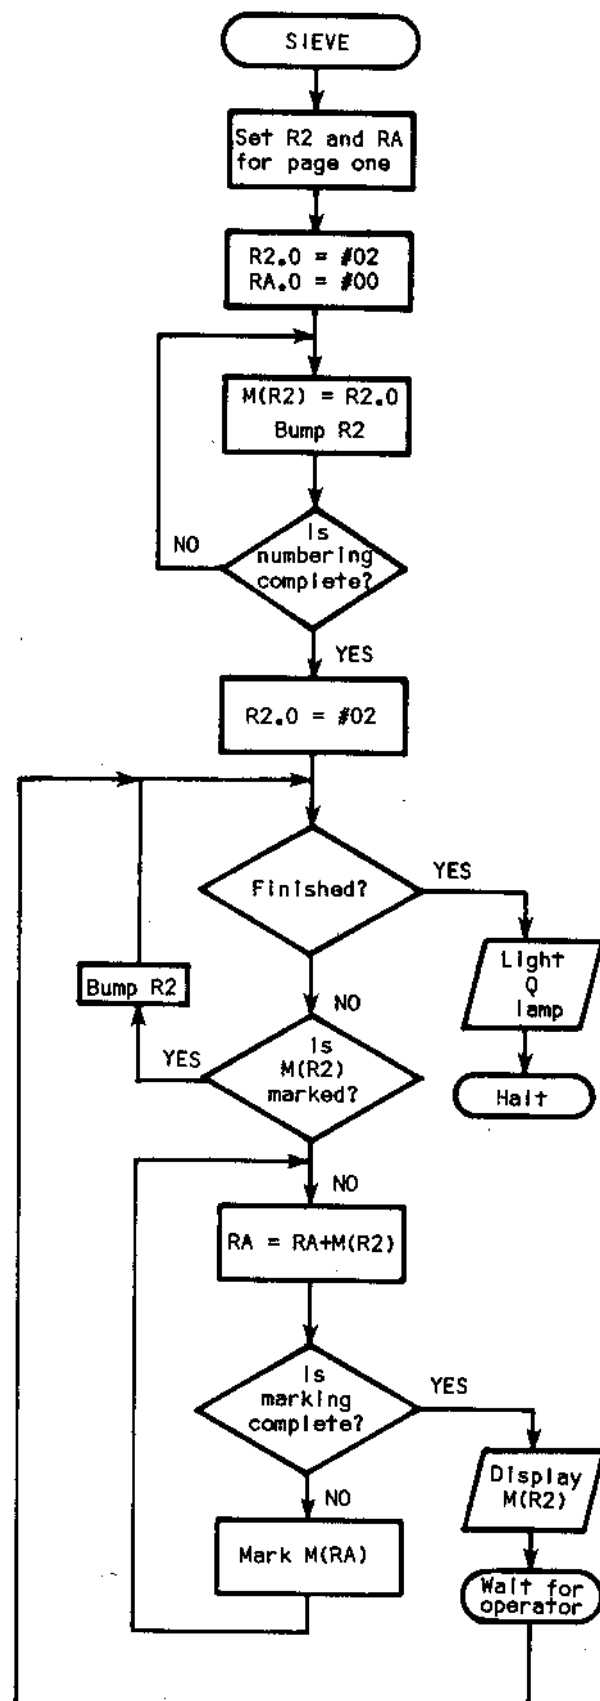 SIEVE
Set R2 and RA
for page one
R2.0 = #02
RA.0 = #00
M(R2) = R2.0
Bump R2
Is
numbering
complete?
NO
YES
R2.0 = #02
Finished?
YES
Light
Q
lamp
Bump R2
NO
Is
M(R2)
marked?
YES
Halt
NO
RA = RA+M(R2)
Is
marking
complete?
YES
Display
M(R2)
NO
Mark M(RA)
Wait for
operator